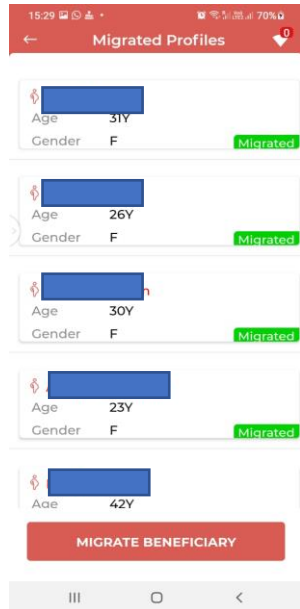 15:29 70%
Migrated Profiles
0
Age 31Y
Gender F
Migrated
Age 26Y
Gender F
Migrated
n
Age 30Y
Gender F
Migrated
Age 23Y
Gender F
Migrated
Age 42Y
MIGRATE BENEFICIARY